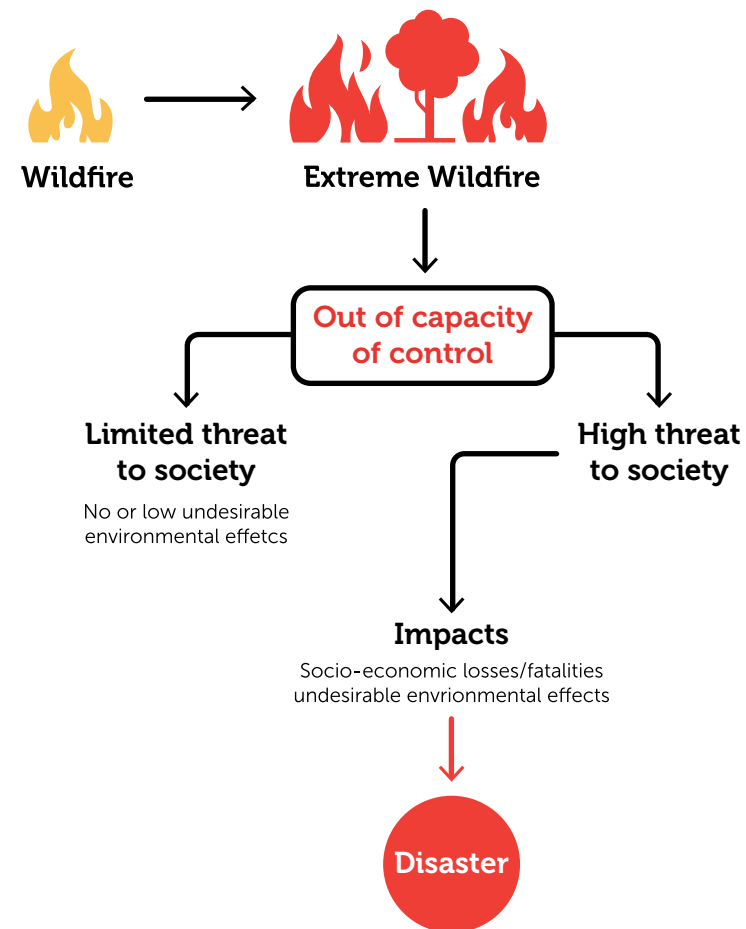 Wildfire
Extreme Wildfire
Out of capacity
of control
Limited threat
to society
No or low undesirable
environmental effetcs
High threat
to society
Impacts
Socio-economic losses/fatalities
undesirable envrionmental effects
Disaster